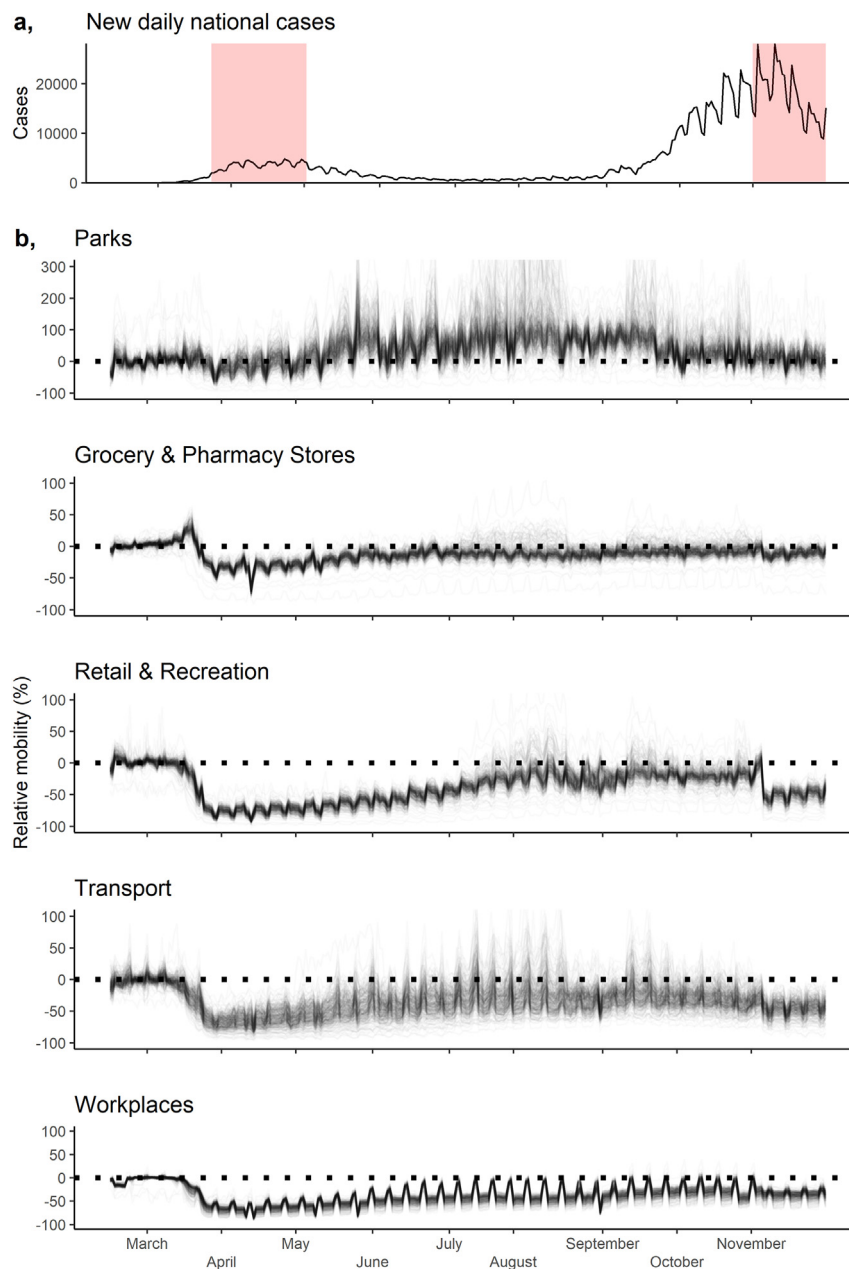 a, New daily national cases
20000
10000
0
Cases
b, Parks
300
200
100
0
-100
Grocery & Pharmacy Stores
100
50
0
-50
-100
Retail & Recreation
100
50
0
-50
-100
Relative mobility (%)
Transport
100
50
0
-50
-100
Workplaces
100
50
0
-50
-100
March May July September November
April June August October